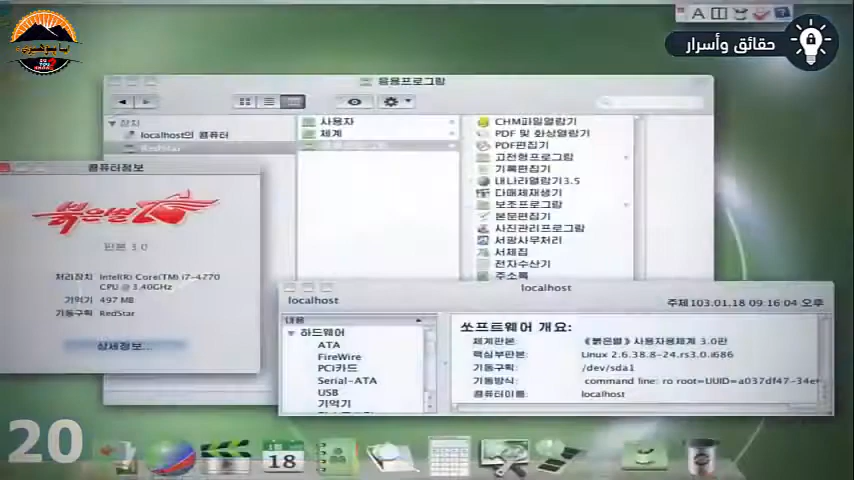 حقائق وأسرار
응용프로그람
장치
localhost의 콤퓨터
RedStar
사용자
체계
CHM파일열람기
PDF 및 화상열람기
PDF편집기
고전형프로그람
기록편집기
내나라열람기3.5
다매체재생기
보조프로그람
본문편집기
사진관리프로그람
서광사무처리
서체집
전자수산기
주소록
콤퓨터정보
붉은별
판본 3.0
처리장치 Intel(R) Core(TM) i7-4770
CPU @ 3.40GHz
기억기 497 MB
기동구획 RedStar
상세정보...
localhost
localhost
주체103.01.18 09:16:04 오후
내용
하드웨어
ATA
FireWire
PCI카드
Serial-ATA
USB
기억기
쏘프트웨어 개요:
체계판본: 《붉은별》사용자용체계 3.0판
핵심부판본: Linux 2.6.38.8-24.rs3.0.i686
기동구획: /dev/sda1
기동방식: command line: ro root=UUID=a037df47-34e
콤퓨터이름: localhost
20
18